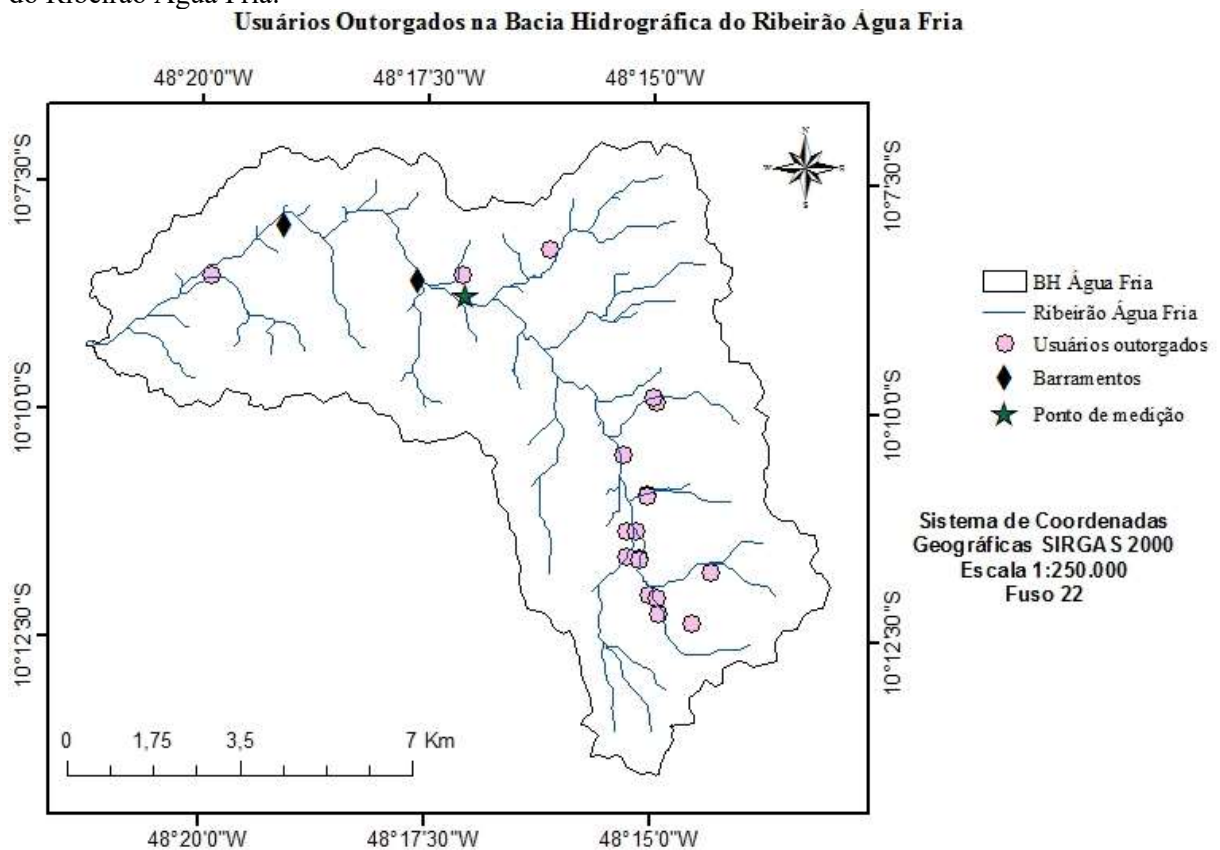 do Ribeirão Água Fria.
Usuários Outorgados na Bacia Hidrográfica do Ribeirão Água Fria
48°20'0"W 48°17'30"W 48°15'0"W
10°7'30"S
10°7'30"S
N
W
S
BH Água Fria
Ribeirão Água Fria
Usuários outorgados
Barramentos
Ponto de medição
10°10'0"S
10°10'0"S
Sistema de Coordenadas
Geográficas SIRGAS 2000
Escala 1:250.000
Fuso 22
10°12'30"S
10°12'30"S
0 1,75 3,5 7 Km
48°20'0"W 48°17'30"W 48°15'0"W